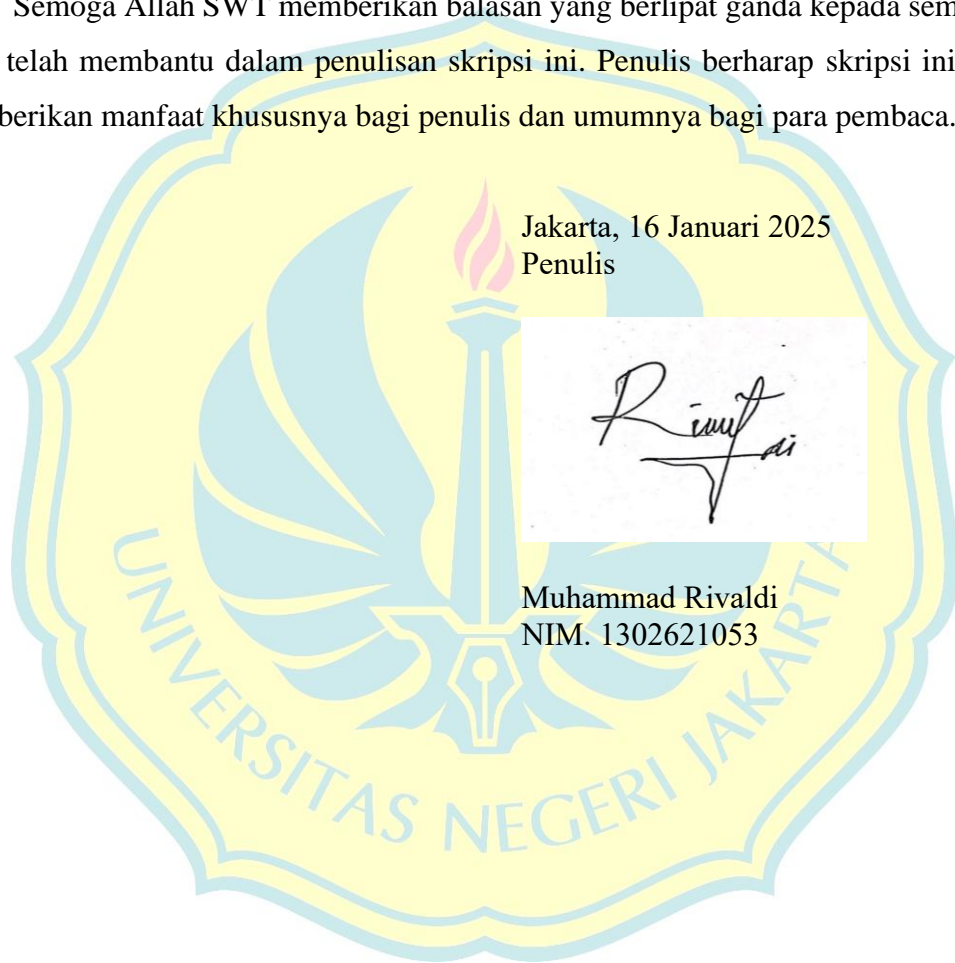 Semoga Allah SWT memberikan balasan yang berlipat ganda kepada sem
telah membantu dalam penulisan skripsi ini. Penulis berharap skripsi ini
berikan manfaat khususnya bagi penulis dan umumnya bagi para pembaca.
Jakarta, 16 Januari 2025
Penulis
Muhammad Rivaldi
NIM. 1302621053
UNIVERSITAS NEGERI JAKARTA